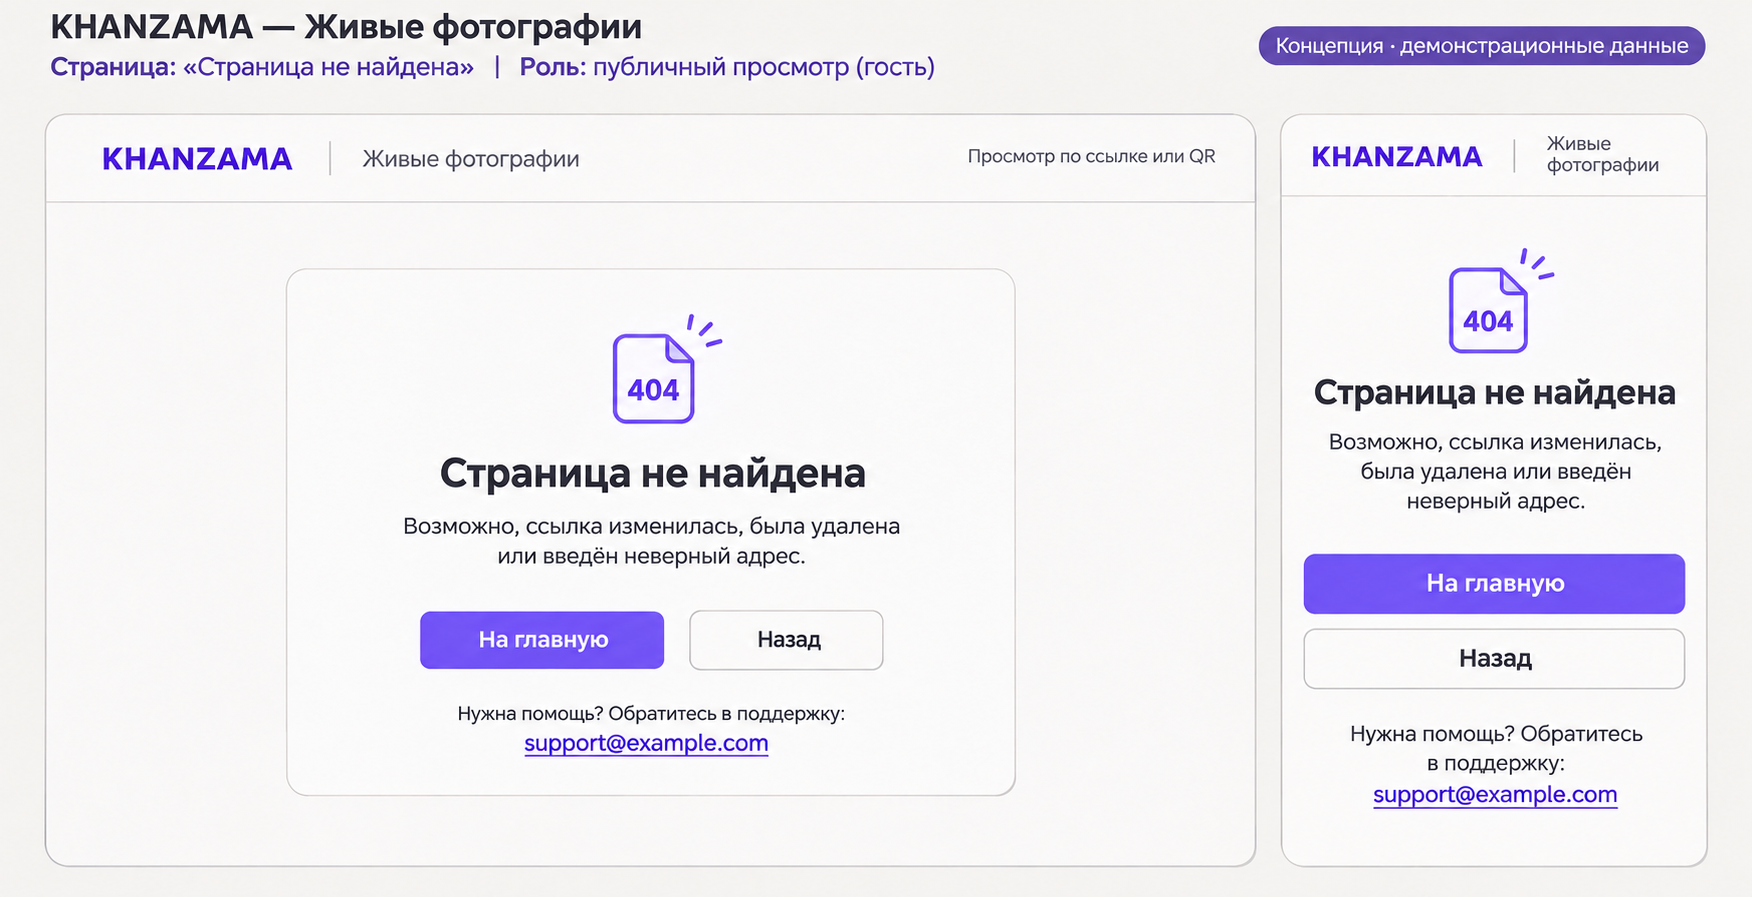 KHANZAMA — Живые фотографии
Страница: «Страница не найдена» | Роль: публичный просмотр (гость)
Концепция · демонстрационные данные
KHANZAMA | Живые фотографии
Просмотр по ссылке или QR
404
Страница не найдена
Возможно, ссылка изменилась, была удалена
или введён неверный адрес.
На главную
Назад
Нужна помощь? Обратитесь в поддержку:
support@example.com
KHANZAMA
Живые
фотографии
404
Страница не найдена
Возможно, ссылка изменилась,
была удалена или введён
неверный адрес.
На главную
Назад
Нужна помощь? Обратитесь
в поддержку:
support@example.com